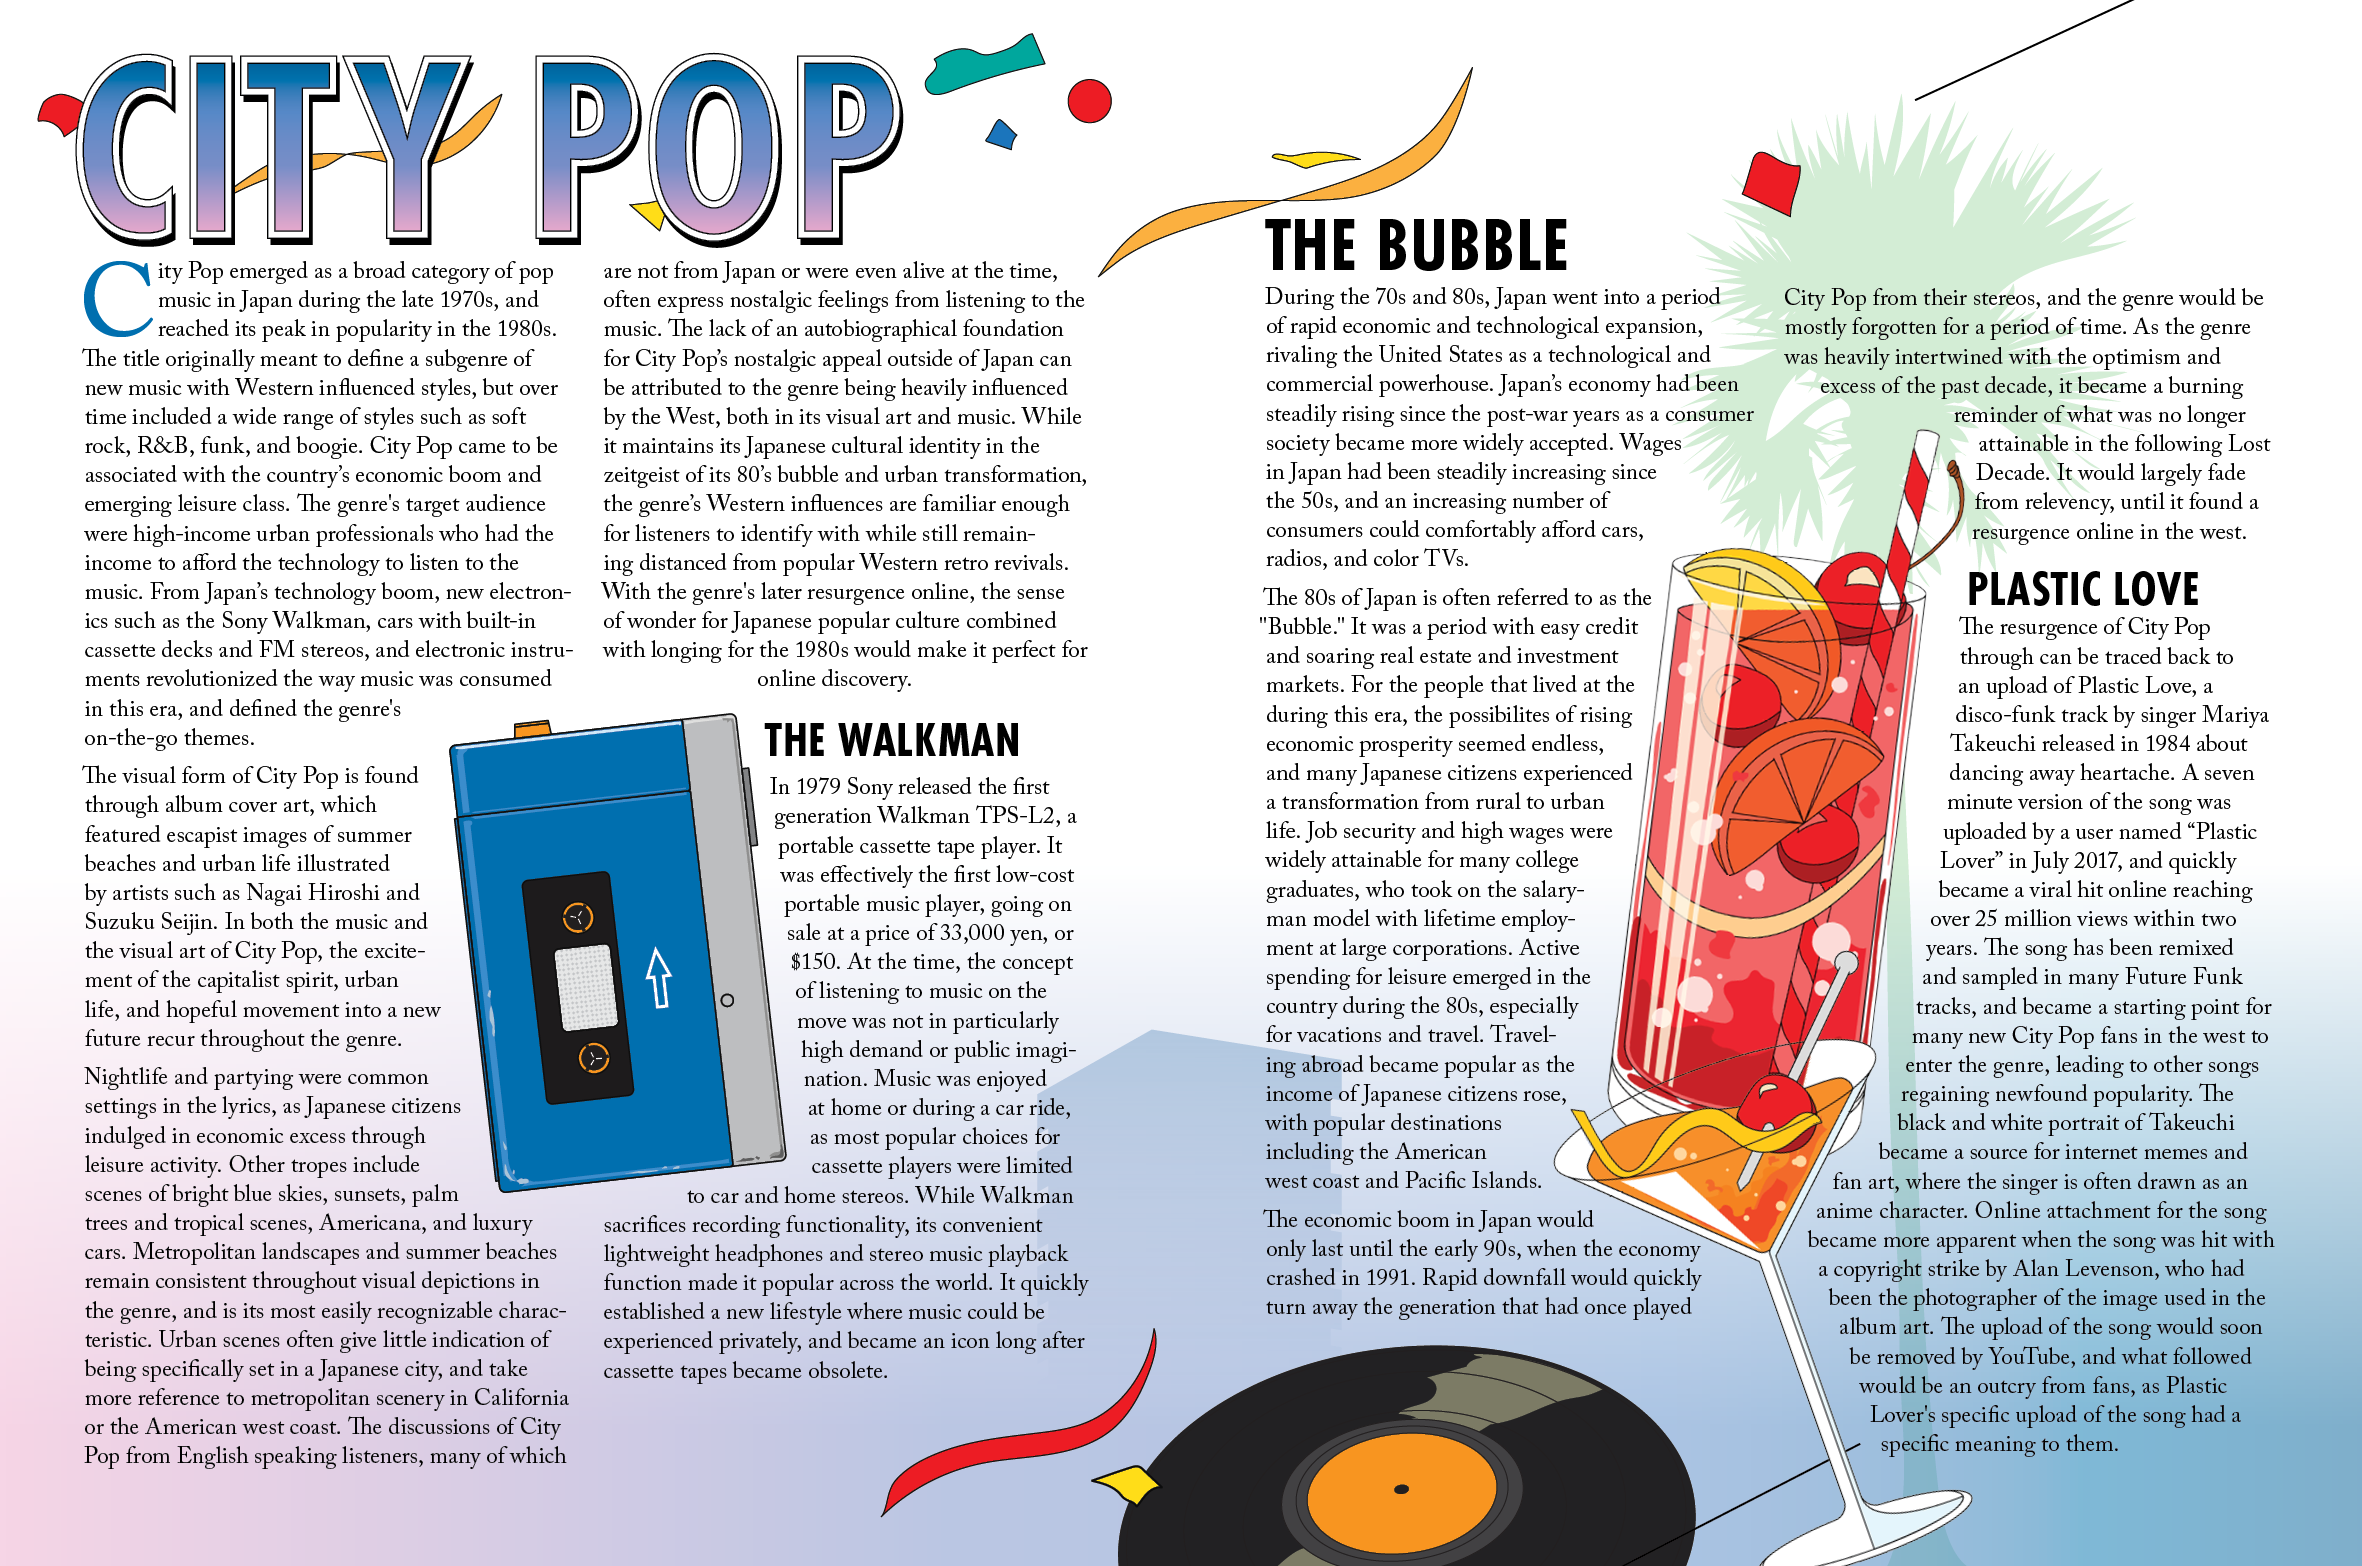 CITY POP
City Pop emerged as a broad category of pop
music in Japan during the late 1970s, and
reached its peak in popularity in the 1980s.
The title originally meant to define a subgenre of
new music with Western influenced styles, but over
time included a wide range of styles such as soft
rock, R&B, funk, and boogie. City Pop came to be
associated with the country’s economic boom and
emerging leisure class. The genre's target audience
were high-income urban professionals who had the
income to afford the technology to listen to the
music. From Japan’s technology boom, new electron-
ics such as the Sony Walkman, cars with built-in
cassette decks and FM stereos, and electronic instru-
ments revolutionized the way music was consumed
in this era, and defined the genre's
on-the-go themes.
The visual form of City Pop is found
through album cover art, which
featured escapist images of summer
beaches and urban life illustrated
by artists such as Nagai Hiroshi and
Suzuku Seijin. In both the music and
the visual art of City Pop, the excite-
ment of the capitalist spirit, urban
life, and hopeful movement into a new
future recur throughout the genre.
Nightlife and partying were common
settings in the lyrics, as Japanese citizens
indulged in economic excess through
leisure activity. Other tropes include
scenes of bright blue skies, sunsets, palm
trees and tropical scenes, Americana, and luxury
cars. Metropolitan landscapes and summer beaches
remain consistent throughout visual depictions in
the genre, and is its most easily recognizable charac-
teristic. Urban scenes often give little indication of
being specifically set in a Japanese city, and take
more reference to metropolitan scenery in California
or the American west coast. The discussions of City
Pop from English speaking listeners, many of which
are not from Japan or were even alive at the time,
often express nostalgic feelings from listening to the
music. The lack of an autobiographical foundation
for City Pop’s nostalgic appeal outside of Japan can
be attributed to the genre being heavily influenced
by the West, both in its visual art and music. While
it maintains its Japanese cultural identity in the
zeitgeist of its 80’s bubble and urban transformation,
the genre’s Western influences are familiar enough
for listeners to identify with while still remain-
ing distanced from popular Western retro revivals.
With the genre's later resurgence online, the sense
of wonder for Japanese popular culture combined
with longing for the 1980s would make it perfect for
online discovery.
THE WALKMAN
In 1979 Sony released the first
generation Walkman TPS-L2, a
portable cassette tape player. It
was effectively the first low-cost
portable music player, going on
sale at a price of 33,000 yen, or
$150. At the time, the concept
of listening to music on the
move was not in particularly
high demand or public imagi-
nation. Music was enjoyed
at home or during a car ride,
as most popular choices for
cassette players were limited
to car and home stereos. While Walkman
sacrifices recording functionality, its convenient
lightweight headphones and stereo music playback
function made it popular across the world. It quickly
established a new lifestyle where music could be
experienced privately, and became an icon long after
cassette tapes became obsolete.
THE BUBBLE
During the 70s and 80s, Japan went into a period
of rapid economic and technological expansion,
rivaling the United States as a technological and
commercial powerhouse. Japan’s economy had been
steadily rising since the post-war years as a consumer
society became more widely accepted. Wages
in Japan had been steadily increasing since
the 50s, and an increasing number of
consumers could comfortably afford cars,
radios, and color TVs.
The 80s of Japan is often referred to as the
"Bubble." It was a period with easy credit
and soaring real estate and investment
markets. For the people that lived at the
during this era, the possibilites of rising
economic prosperity seemed endless,
and many Japanese citizens experienced
a transformation from rural to urban
life. Job security and high wages were
widely attainable for many college
graduates, who took on the salary-
man model with lifetime employ-
ment at large corporations. Active
spending for leisure emerged in the
country during the 80s, especially
for vacations and travel. Travel-
ing abroad became popular as the
income of Japanese citizens rose,
with popular destinations
including the American
west coast and Pacific Islands.
The economic boom in Japan would
only last until the early 90s, when the economy
crashed in 1991. Rapid downfall would quickly
turn away the generation that had once played
City Pop from their stereos, and the genre would be
mostly forgotten for a period of time. As the genre
was heavily intertwined with the optimism and
excess of the past decade, it became a burning
reminder of what was no longer
attainable in the following Lost
Decade. It would largely fade
from relevency, until it found a
resurgence online in the west.
PLASTIC LOVE
The resurgence of City Pop
through can be traced back to
an upload of Plastic Love, a
disco-funk track by singer Mariya
Takeuchi released in 1984 about
dancing away heartache. A seven
minute version of the song was
uploaded by a user named “Plastic
Lover” in July 2017, and quickly
became a viral hit online reaching
over 25 million views within two
years. The song has been remixed
and sampled in many Future Funk
tracks, and became a starting point for
many new City Pop fans in the west to
enter the genre, leading to other songs
regaining newfound popularity. The
black and white portrait of Takeuchi
became a source for internet memes and
fan art, where the singer is often drawn as an
anime character. Online attachment for the song
became more apparent when the song was hit with
a copyright strike by Alan Levenson, who had
been the photographer of the image used in the
album art. The upload of the song would soon
be removed by YouTube, and what followed
would be an outcry from fans, as Plastic
Lover's specific upload of the song had a
specific meaning to them.